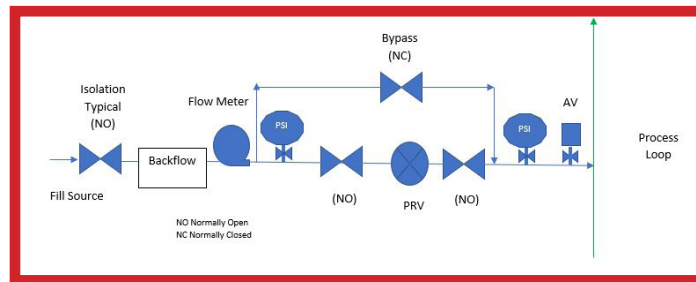 Bypass
(NC)
Isolation
Typical
(NO)
Flow Meter
PSI
PSI
AV
Process
Loop
Backflow
Fill Source
(NO)
PRV
(NO)
NO Normally Open
NC Normally Closed